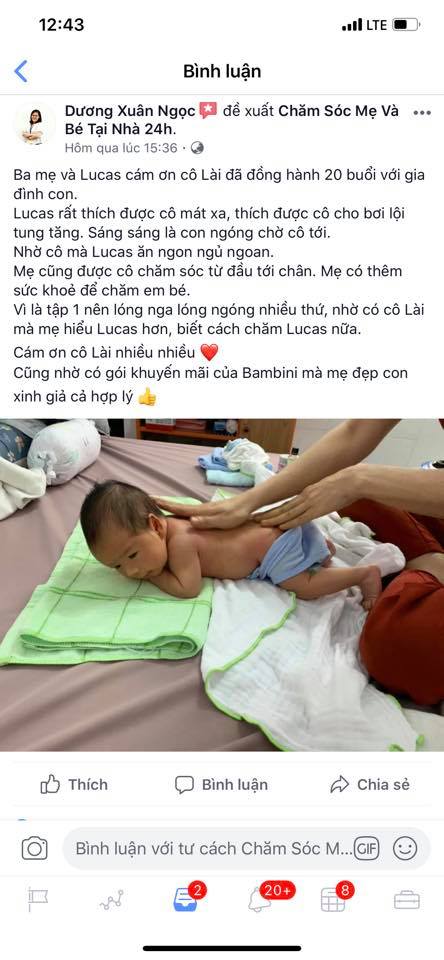 12:43
LTE
Bình luận
Dương Xuân Ngọc đề xuất Chăm Sóc Mẹ Và
Bé Tại Nhà 24h.
Hôm qua lúc 15:36 ·
Ba mẹ và Lucas cám ơn cô Lài đã đồng hành 20 buổi với gia
đình con.
Lucas rất thích được cô mát xa, thích được cô cho bơi lội
tung tăng. Sáng sáng là con ngóng chờ cô tới.
Nhờ cô mà Lucas ăn ngon ngủ ngoan.
Mẹ cũng được cô chăm sóc từ đầu tới chân. Mẹ có thêm
sức khoẻ để chăm em bé.
Vì là tập 1 nên lóng nga lóng ngóng nhiều thứ, nhờ có cô Lài
mà mẹ hiểu Lucas hơn, biết cách chăm Lucas nữa.
Cám ơn cô Lài nhiều nhiều ❤️
Cũng nhờ có gói khuyến mãi của Bambini mà mẹ đẹp con
xinh giả cả hợp lý 👍
Thích
Bình luận
Chia sẻ
Bình luận với tư cách Chăm Sóc M...
GIF
2
20+
8